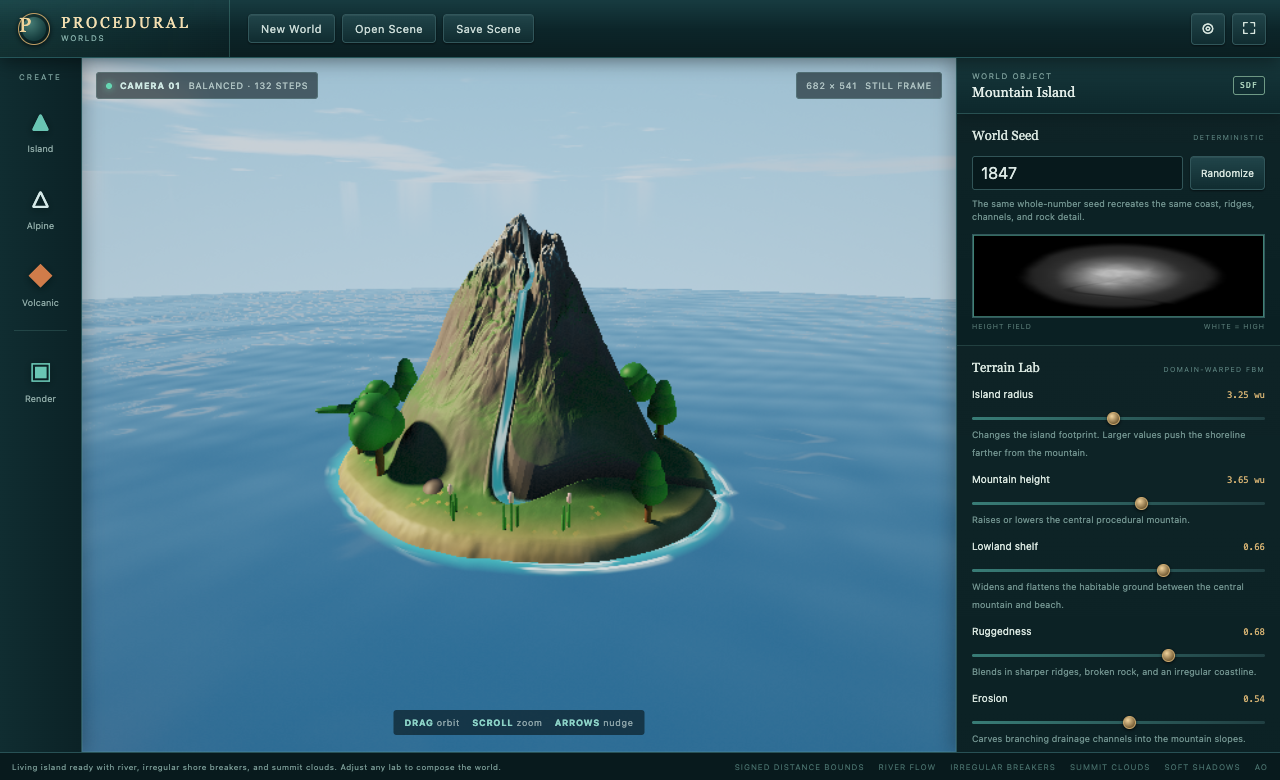 P
PROCEDURAL
WORLDS
New World
Open Scene
Save Scene
CREATE
Island
Alpine
Volcanic
Render
CAMERA 01 BALANCED · 132 STEPS
682 × 541 STILL FRAME
DRAG orbit SCROLL zoom ARROWS nudge
WORLD OBJECT
Mountain Island
SDF
World Seed
DETERMINISTIC
1847
Randomize
The same whole-number seed recreates the same coast, ridges,
channels, and rock detail.
HEIGHT FIELD
WHITE = HIGH
Terrain Lab
DOMAIN-WARPED FBM
Island radius
3.25 wu
Changes the island footprint. Larger values push the shoreline
farther from the mountain.
Mountain height
3.65 wu
Raises or lowers the central procedural mountain.
Lowland shelf
0.66
Widens and flattens the habitable ground between the central
mountain and beach.
Ruggedness
0.68
Blends in sharper ridges, broken rock, and an irregular coastline.
Erosion
0.54
Carves branching drainage channels into the mountain slopes.
Living island ready with river, irregular shore breakers, and summit clouds. Adjust any lab to compose the world.
SIGNED DISTANCE BOUNDS RIVER FLOW IRREGULAR BREAKERS SUMMIT CLOUDS SOFT SHADOWS AO